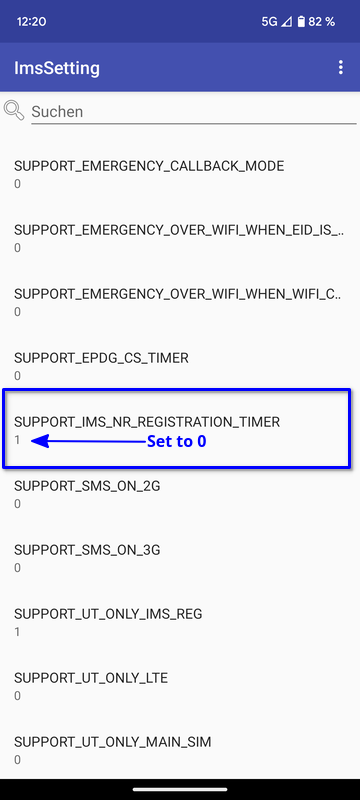 12:20
5G 82 %
ImsSetting
Suchen
SUPPORT_EMERGENCY_CALLBACK_MODE
0
SUPPORT_EMERGENCY_OVER_WIFI_WHEN_EID_IS_..
0
SUPPORT_EMERGENCY_OVER_WIFI_WHEN_WIFI_C..
0
SUPPORT_EPDG_CS_TIMER
0
SUPPORT_IMS_NR_REGISTRATION_TIMER
1 Set to 0
SUPPORT_SMS_ON_2G
0
SUPPORT_SMS_ON_3G
0
SUPPORT_UT_ONLY_IMS_REG
1
SUPPORT_UT_ONLY_LTE
0
SUPPORT_UT_ONLY_MAIN_SIM
0